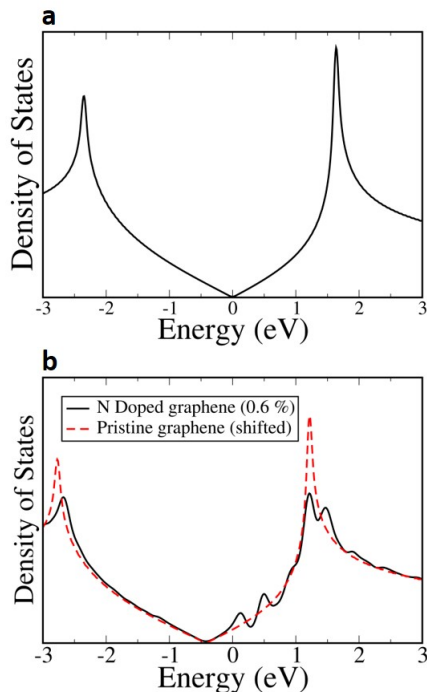 a
Density of States
-3 -2 -1 0 1 2 3
Energy (eV)
b
N Doped graphene (0.6 %)
Pristine graphene (shifted)
Density of States
-3 -2 -1 0 1 2 3
Energy (eV)